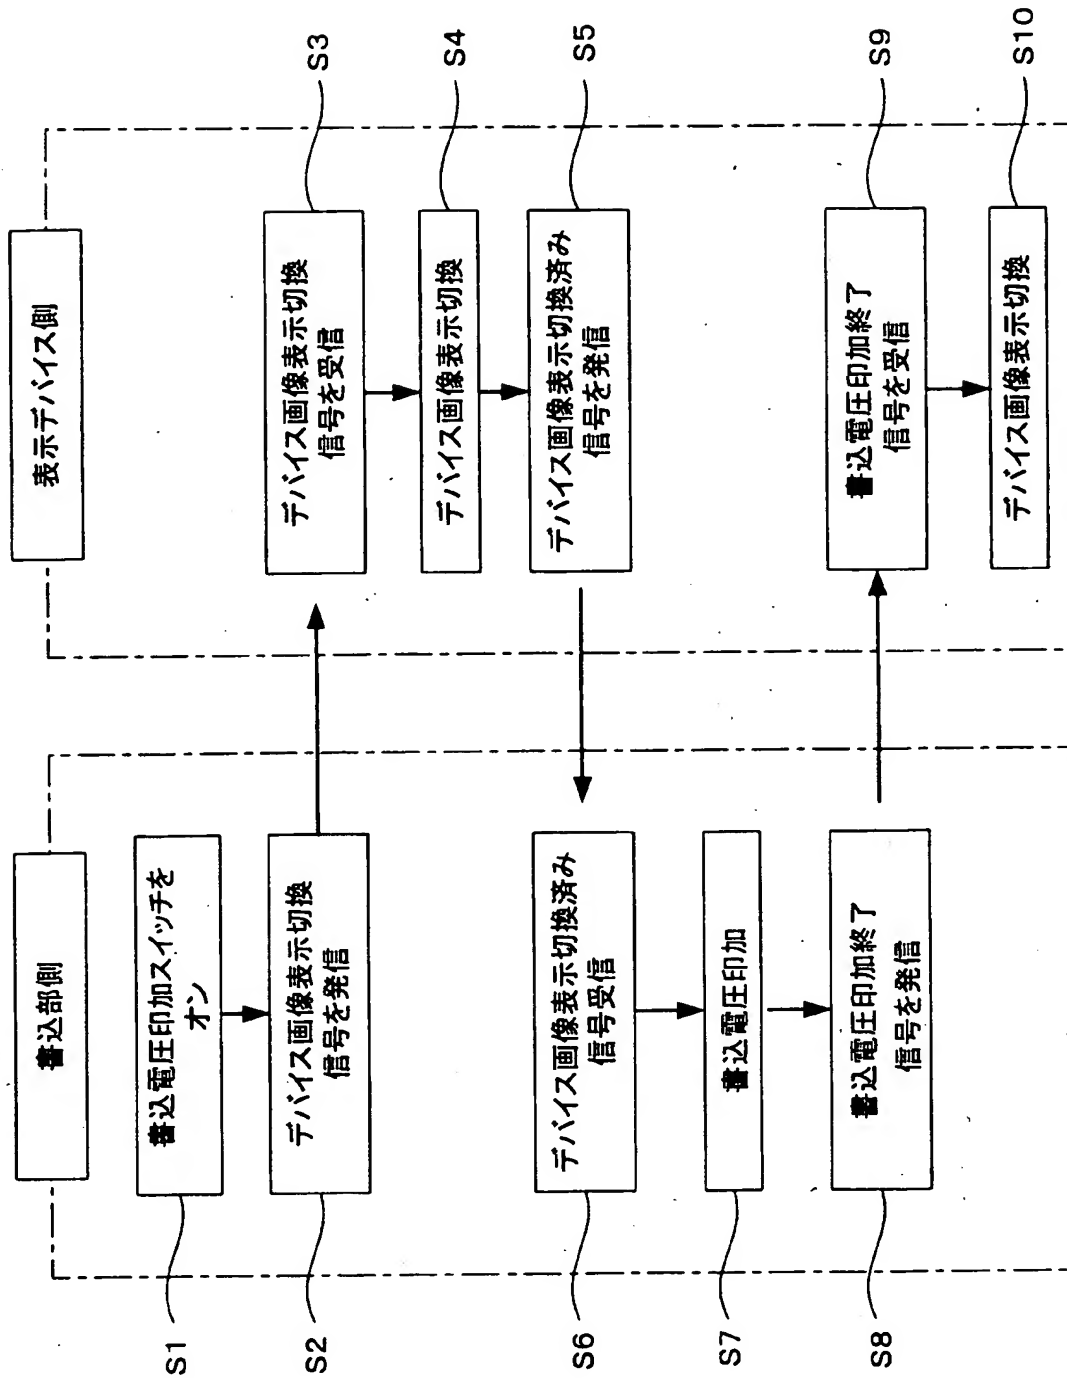 書込部側
表示デバイス側
S1
書込電圧印加スイッチを
オン
S2
デバイス画像表示切換
信号を発信
デバイス画像表示切換
信号を受信
S3
デバイス画像表示切換
S4
デバイス画像表示切換済み
信号を発信
S5
S6
デバイス画像表示切換済み
信号受信
S7
書込電圧印加
S8
書込電圧印加終了
信号を発信
書込電圧印加終了
信号を受信
S9
デバイス画像表示切換
S10